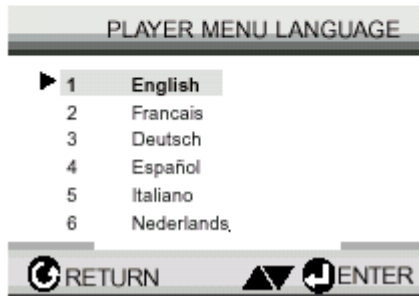 PLAYER MENU LANGUAGE
1 English
2 Francais
3 Deutsch
4 Español
5 Italiano
6 Nederlands
RETURN ENTER